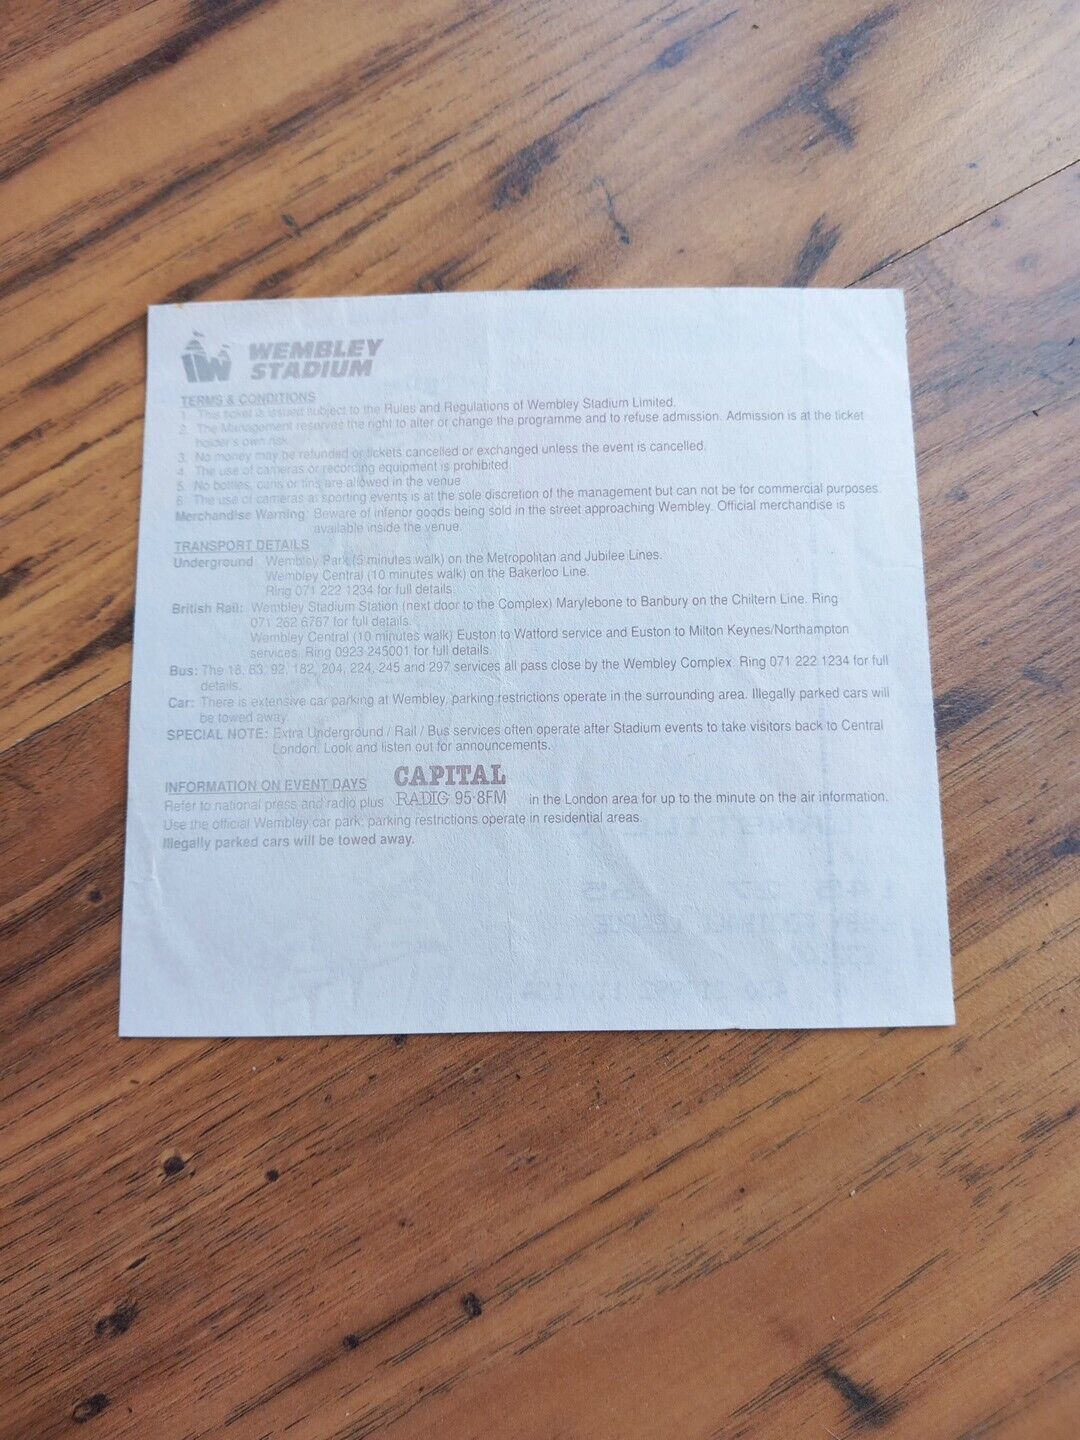 WEMBLEY
STADIUM
TERMS & CONDITIONS
1. This ticket is issued subject to the Rules and Regulations of Wembley Stadium Limited.
2. The Management reserves the right to alter or change the programme and to refuse admission. Admission is at the ticket
holder's own risk.
3. No money may be refunded or tickets cancelled or exchanged unless the event is cancelled.
4. The use of cameras or recording equipment is prohibited
5. No bottles, cans or tins are allowed in the venue
6. The use of cameras at sporting events is at the sole discretion of the management but can not be for commercial purposes.
Merchandise Warning: Beware of inferior goods being sold in the street approaching Wembley. Official merchandise is
available inside the venue.
TRANSPORT DETAILS
Underground: Wembley Park (5 minutes walk) on the Metropolitan and Jubilee Lines.
Wembley Central (10 minutes walk) on the Bakerloo Line.
Ring 071 222 1234 for full details.
British Rail: Wembley Stadium Station (next door to the Complex) Marylebone to Banbury on the Chiltern Line. Ring
071 262 6767 for full details.
Wembley Central (10 minutes walk) Euston to Watford service and Euston to Milton Keynes/Northampton
services. Ring 0923 245001 for full details.
Bus: The 18, 83, 92, 182, 204, 224, 245 and 297 services all pass close by the Wembley Complex. Ring 071 222 1234 for full
details.
Car: There is extensive car parking at Wembley, parking restrictions operate in the surrounding area. Illegally parked cars will
be towed away.
SPECIAL NOTE: Extra Underground / Rail / Bus services often operate after Stadium events to take visitors back to Central
London. Look and listen out for announcements.
INFORMATION ON EVENT DAYS CAPITAL
Refer to national press and radio plus RADIO 95·8FM in the London area for up to the minute on the air information.
Use the official Wembley car park, parking restrictions operate in residential areas.
Illegally parked cars will be towed away.